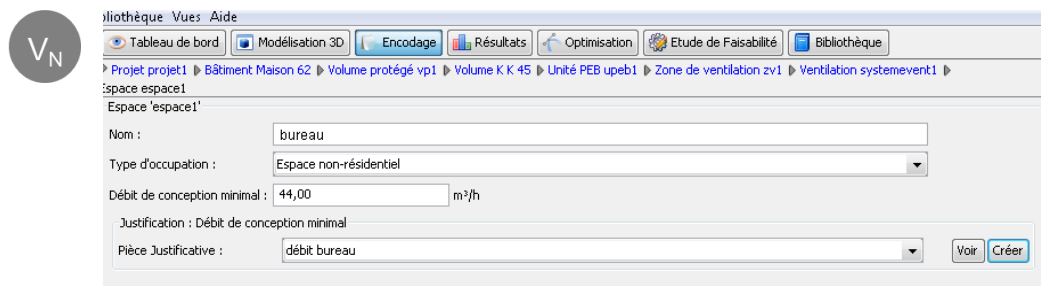 V_N
bliothèque Vues Aide
Tableau de bord Modélisation 3D Encodage Résultats Optimisation Etude de Faisabilité Bibliothèque
Projet projet1 Bâtiment Maison 62 Volume protégé vp1 Volume K K 45 Unité PEB upeb1 Zone de ventilation zv1 Ventilation systemevent1
Espace espace1
Espace 'espace1'
Nom : bureau
Type d'occupation : Espace non-résidentiel
Débit de conception minimal : 44,00 m³/h
Justification : Débit de conception minimal
Pièce Justificative : débit bureau Voir Créer